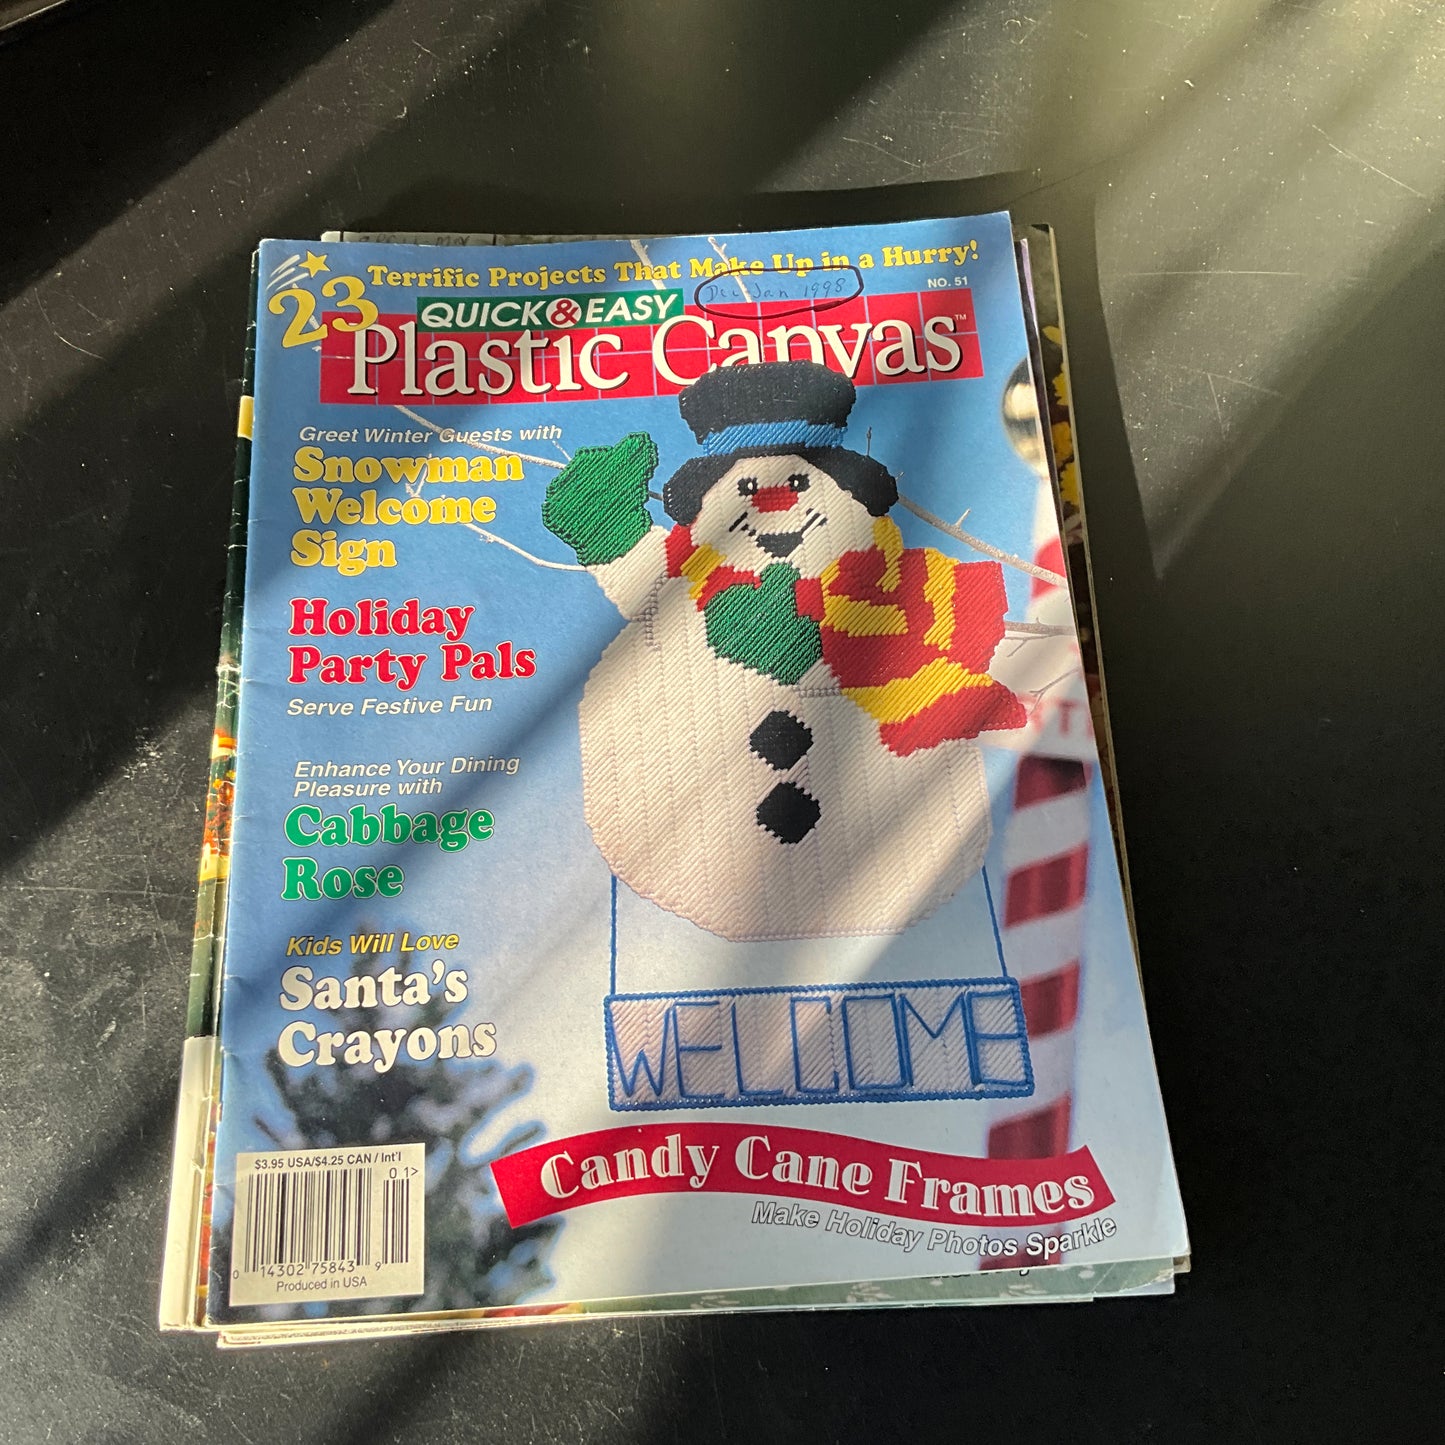 23 Terrific Projects That Make Up in a Hurry!
NO. 51
QUICK & EASY
Dec-Jan 1998
Plastic Canvas™
Greet Winter Guests with
Snowman
Welcome
Sign
Holiday
Party Pals
Serve Festive Fun
Enhance Your Dining
Pleasure with
Cabbage
Rose
Kids Will Love
Santa's
Crayons
WELCOME
Candy Cane Frames
Make Holiday Photos Sparkle
$3.95 USA/$4.25 CAN / Int'l
01>
0 14302 75843 9
Produced in USA